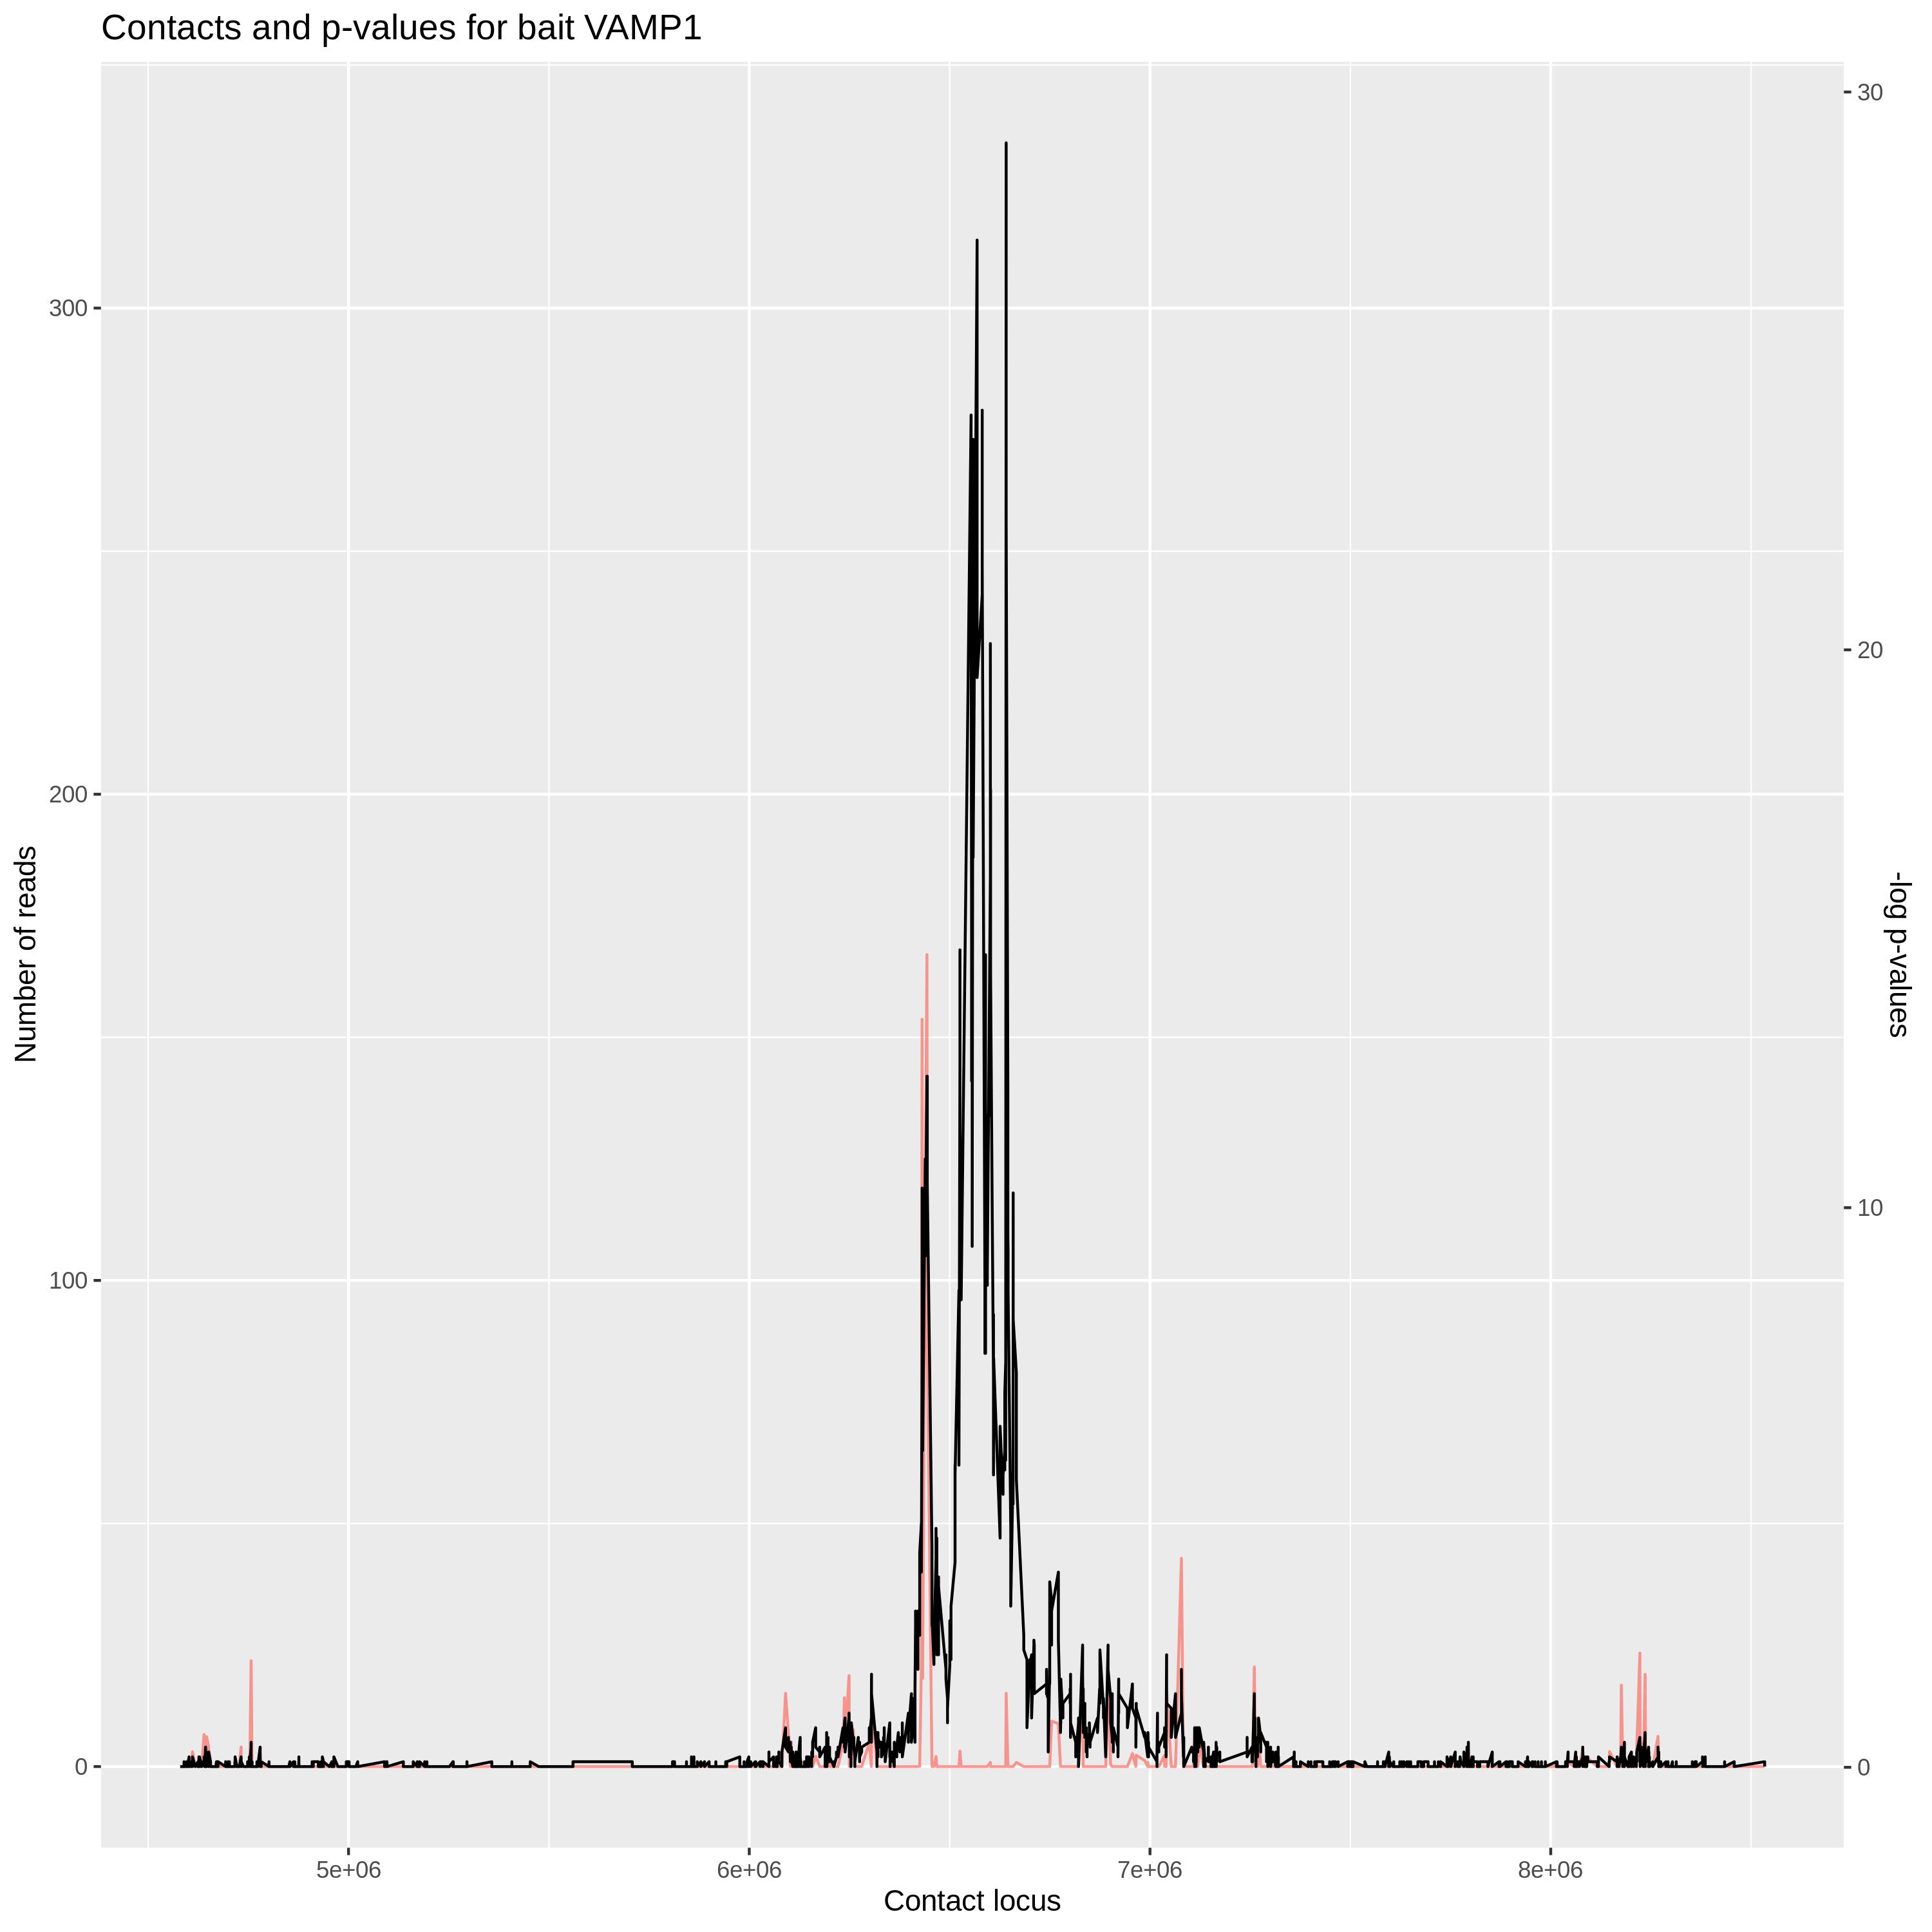 Contacts and p-values for bait VAMP1
Number of reads
300
200
100
0
30
20
10
0
-log p-values
5e+06 6e+06 7e+06 8e+06
Contact locus